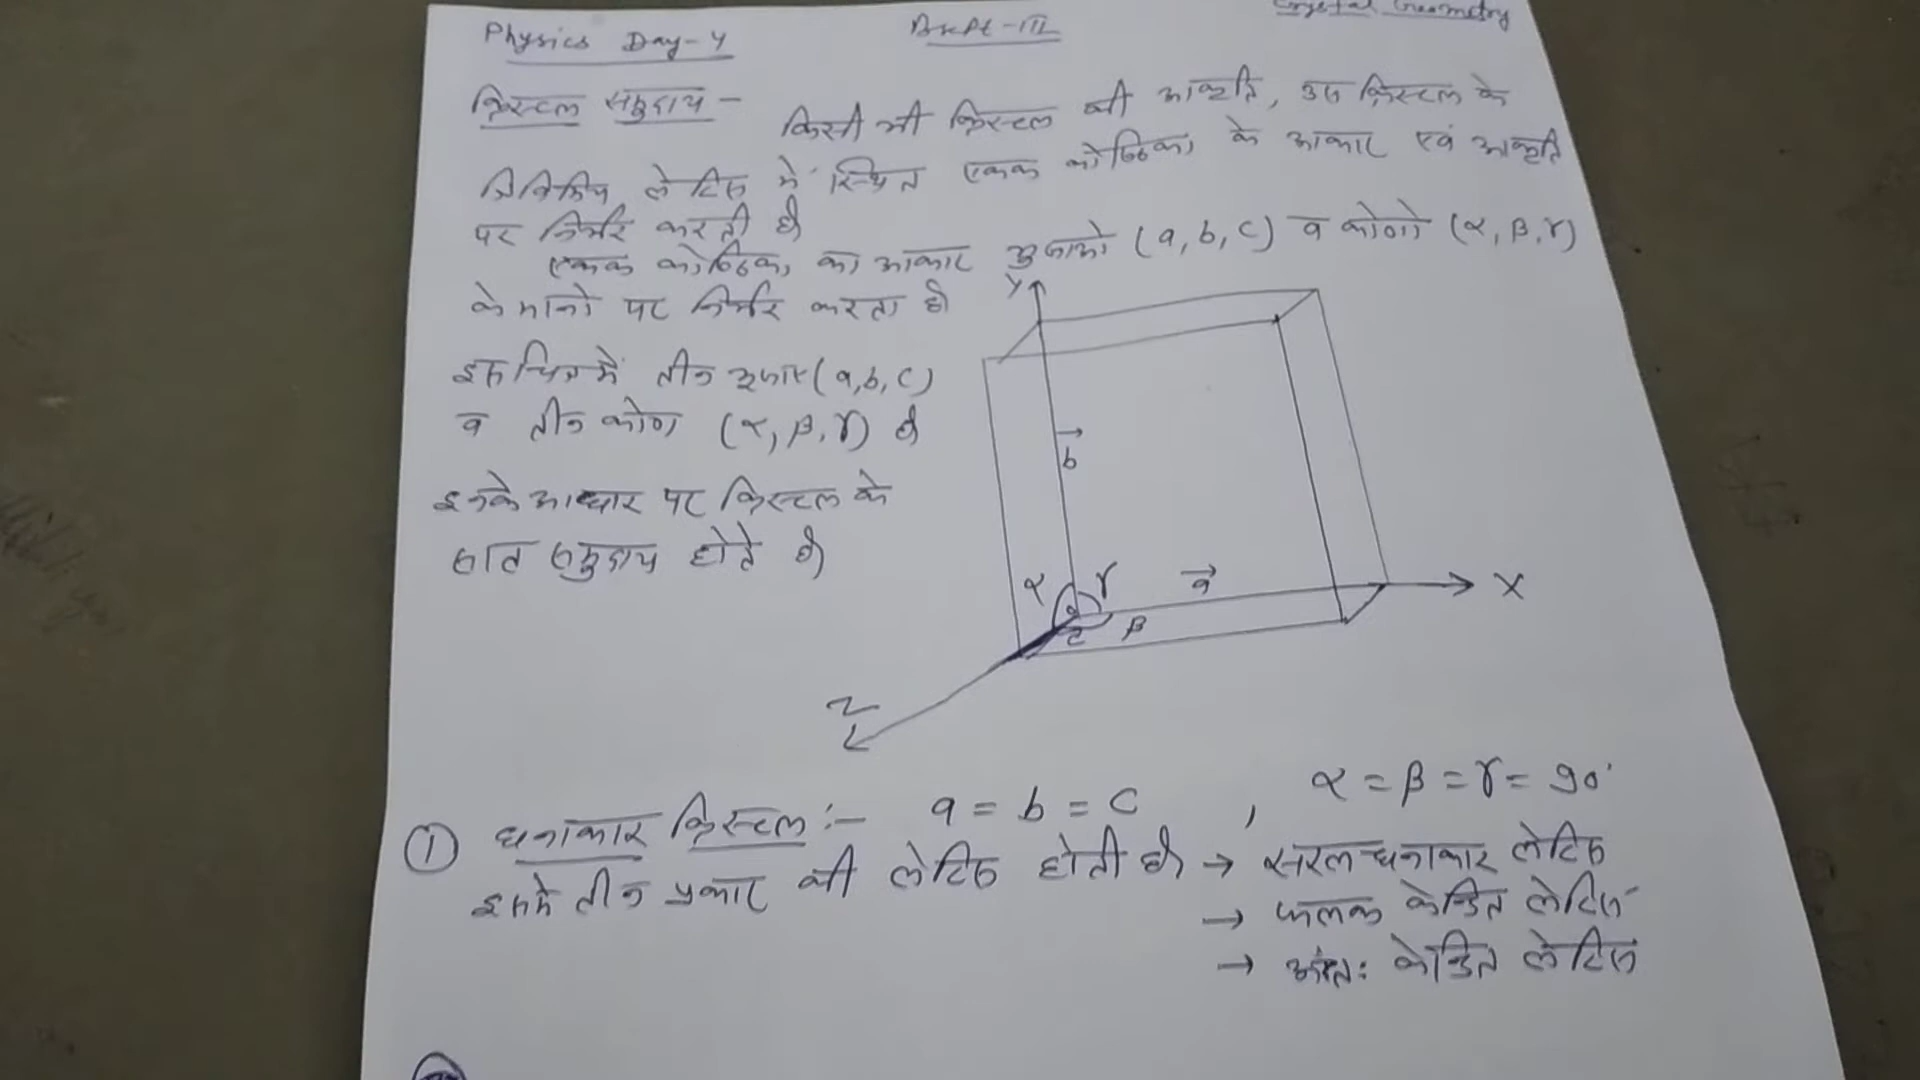 Physics Day-4
BscPt-III
Crystal Geometry
क्रिस्टल समुदाय -
किसी भी क्रिस्टल की आकृति, उस क्रिस्टल के
त्रिविमिय लेटिस में स्थित एकक कोष्ठिका के आकार एवं आकृति
पर निर्भर करती है
एकक कोष्ठिका का आकार भुजाओ (a, b, c) व कोणो (α, β, γ)
के मानो पर निर्भर करता है
इस चित्र में तीन भुजाए (a, b, c)
व तीन कोण (α, β, γ) है
इनके आधार पर क्रिस्टल के
सात समुदाय होते है
Y
b
α γ a X
c β
Z
① घनाकार क्रिस्टल :- a = b = c , α = β = γ = 90°
इसमे तीन प्रकार की लेटिस होती है → सरल घनाकार लेटिस
→ फलक केन्द्रित लेटिस
→ अंत: केन्द्रित लेटिस